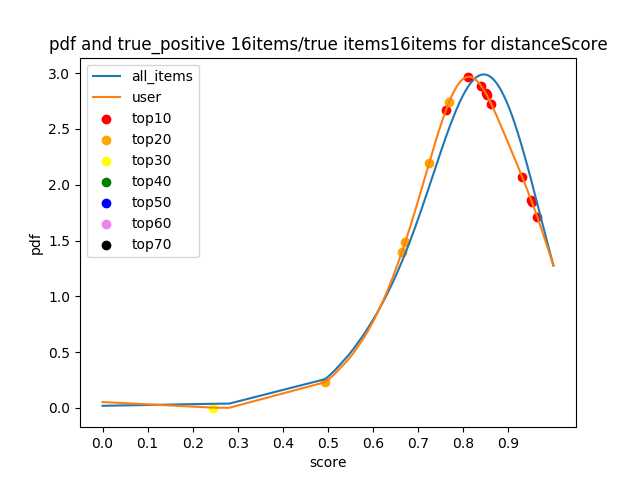 pdf and true_positive 16items/true items16items for distanceScore
3.0
2.5
2.0
1.5
1.0
0.5
0.0
pdf
all_items
user
top10
top20
top30
top40
top50
top60
top70
0.0 0.1 0.2 0.3 0.4 0.5 0.6 0.7 0.8 0.9
score